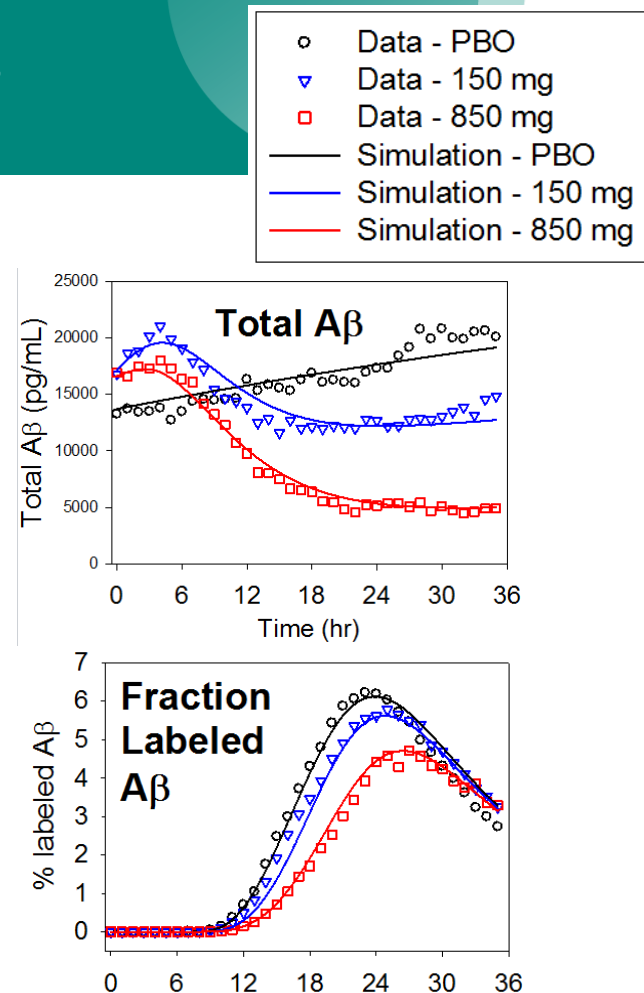 Data - PBO
Data - 150 mg
Data - 850 mg
Simulation - PBO
Simulation - 150 mg
Simulation - 850 mg
Total Aβ
Total Aβ (pg/mL)
25000
20000
15000
10000
5000
0
0 6 12 18 24 30 36
Time (hr)
Fraction
Labeled
Aβ
% labeled Aβ
7
6
5
4
3
2
1
0
0 6 12 18 24 30 36